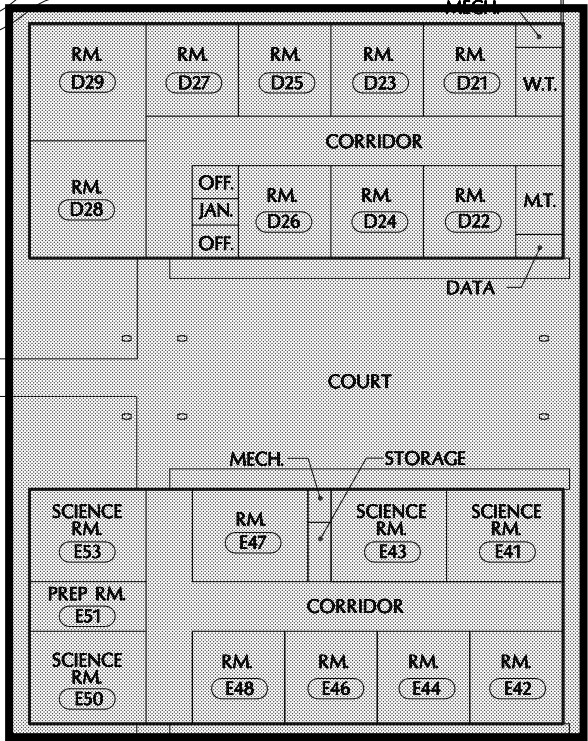 MECH.
RM.
D29
RM.
D27
RM.
D25
RM.
D23
RM.
D21
W.T.
CORRIDOR
RM.
D28
OFF.
JAN.
OFF.
RM.
D26
RM.
D24
RM.
D22
M.T.
DATA
COURT
MECH.
STORAGE
SCIENCE
RM.
E53
RM.
E47
SCIENCE
RM.
E43
SCIENCE
RM.
E41
PREP RM.
E51
CORRIDOR
SCIENCE
RM.
E50
RM.
E48
RM.
E46
RM.
E44
RM.
E42